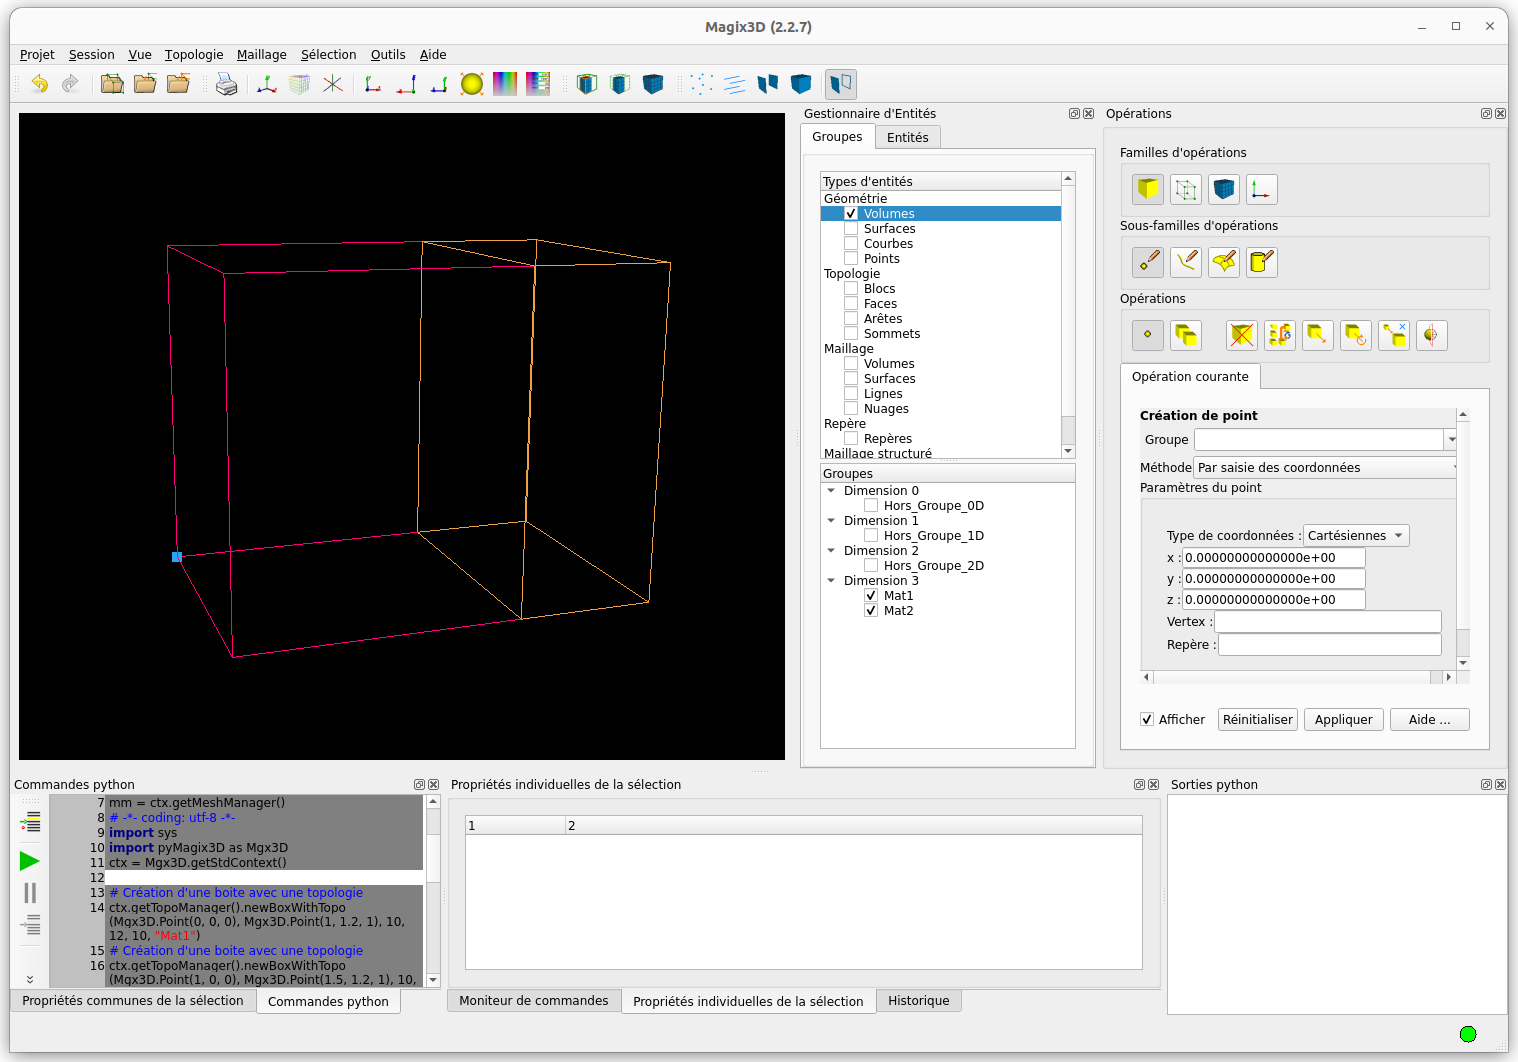 Magix3D (2.2.7)
Projet Session Vue Topologie Maillage Sélection Outils Aide
Gestionnaire d'Entités
Groupes Entités
Types d'entités
Géométrie
Volumes
Surfaces
Courbes
Points
Topologie
Blocs
Faces
Arêtes
Sommets
Maillage
Volumes
Surfaces
Lignes
Nuages
Repère
Repères
Maillage structuré
Groupes
Dimension 0
Hors_Groupe_0D
Dimension 1
Hors_Groupe_1D
Dimension 2
Hors_Groupe_2D
Dimension 3
Mat1
Mat2
Opérations
Familles d'opérations
Sous-familles d'opérations
Opérations
Opération courante
Création de point
Groupe
Méthode Par saisie des coordonnées
Paramètres du point
Type de coordonnées : Cartésiennes
x : 0.00000000000000e+00
y : 0.00000000000000e+00
z : 0.00000000000000e+00
Vertex :
Repère :
Afficher Réinitialiser Appliquer Aide ...
Commandes python
7 mm = ctx.getMeshManager()
8 # -*- coding: utf-8 -*-
9 import sys
10 import pyMagix3D as Mgx3D
11 ctx = Mgx3D.getStdContext()
12
13 # Création d'une boite avec une topologie
14 ctx.getTopoManager().newBoxWithTopo
(Mgx3D.Point(0, 0, 0), Mgx3D.Point(1, 1.2, 1), 10,
12, 10, "Mat1")
15 # Création d'une boite avec une topologie
16 ctx.getTopoManager().newBoxWithTopo
(Mgx3D.Point(1, 0, 0), Mgx3D.Point(1.5, 1.2, 1), 10,
Propriétés communes de la sélection Commandes python
Propriétés individuelles de la sélection
1 2
Moniteur de commandes Propriétés individuelles de la sélection Historique
Sorties python